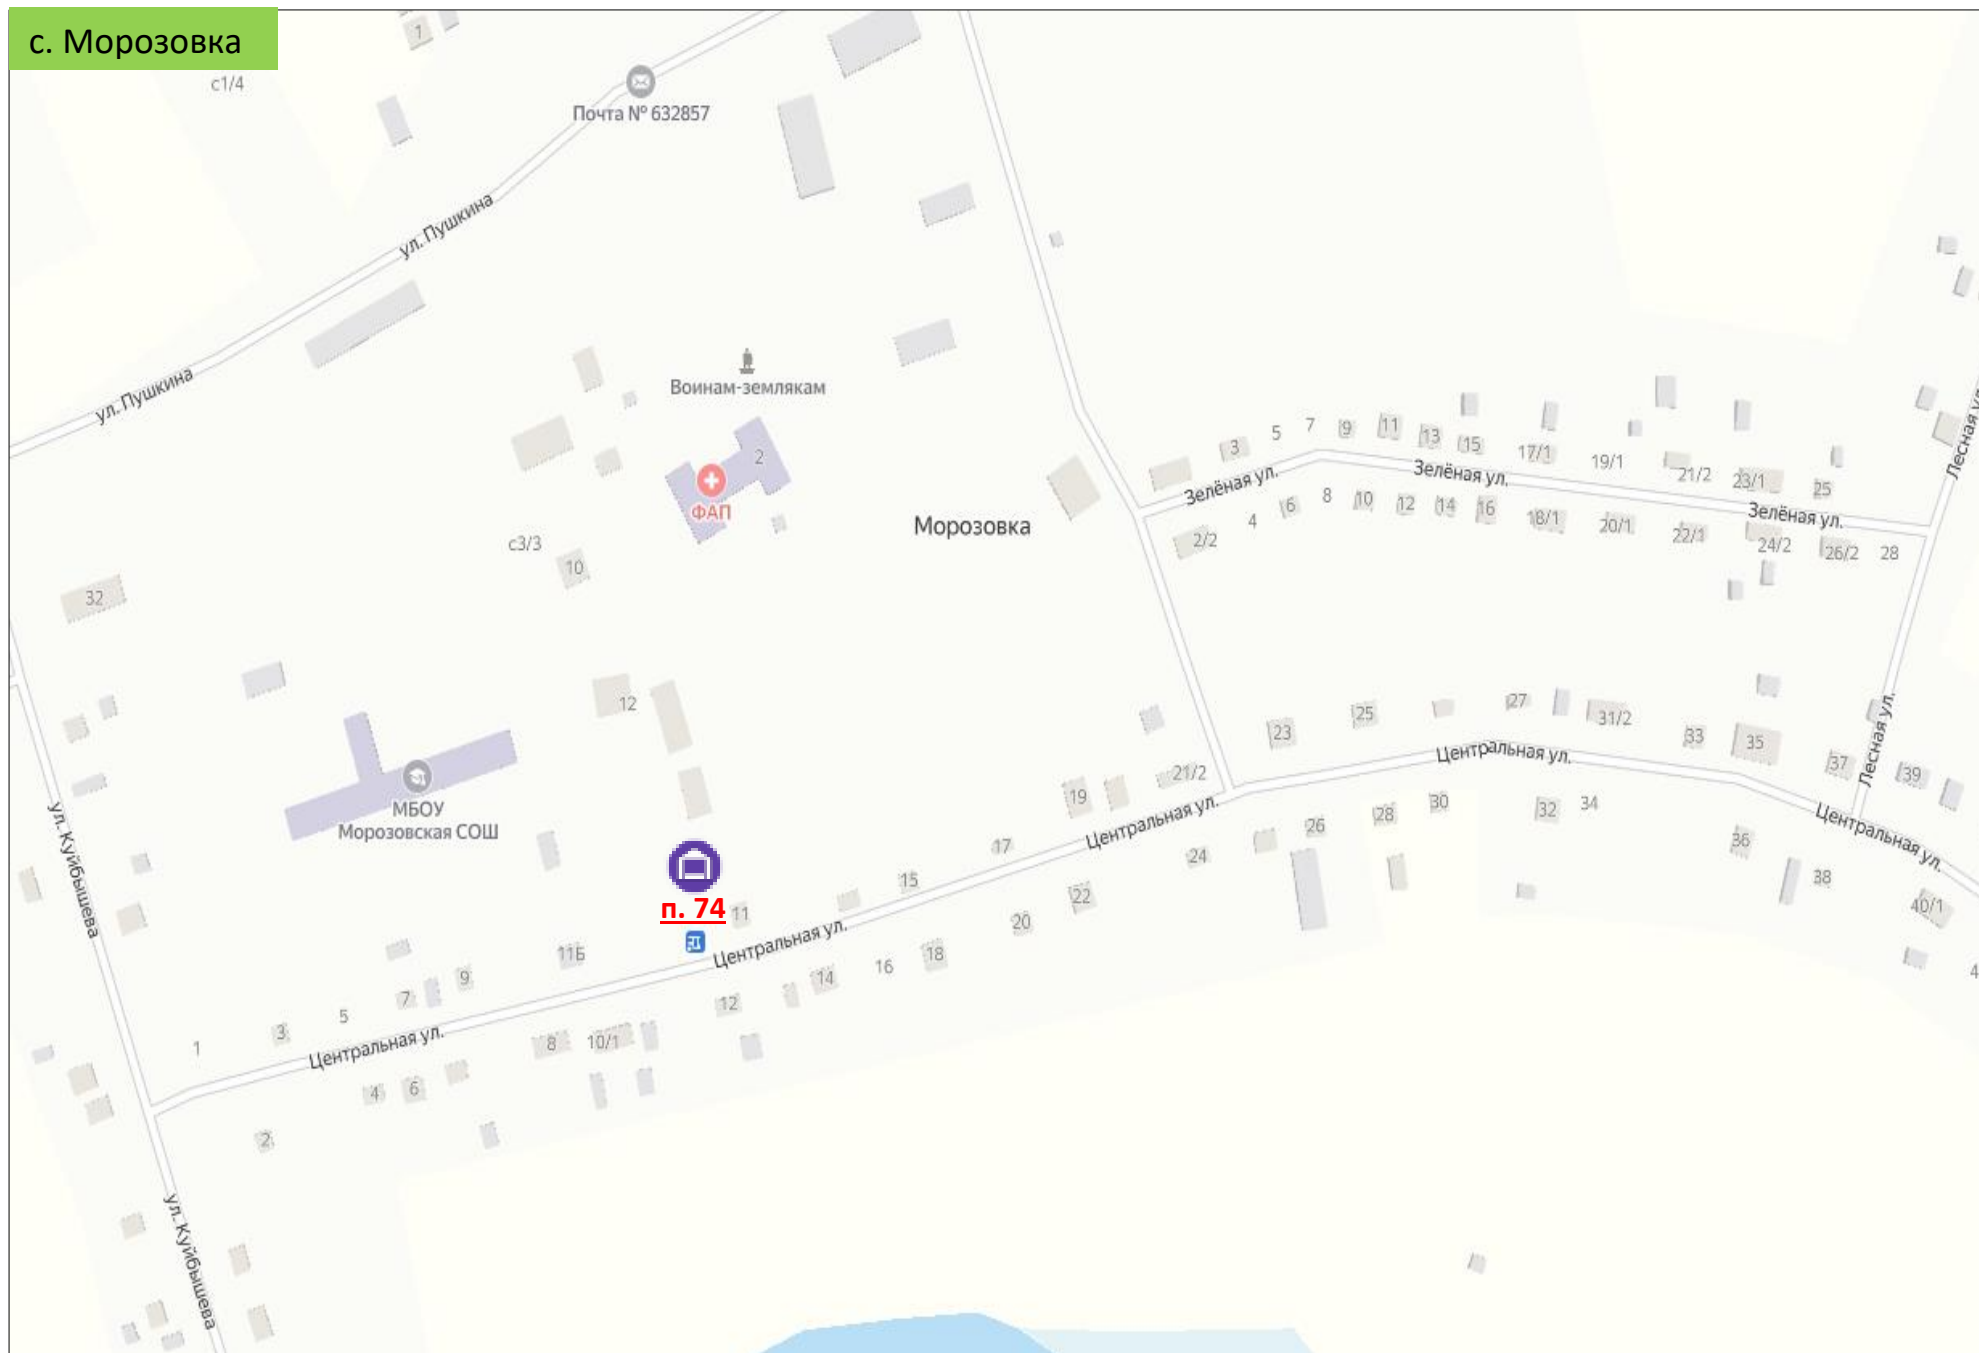 с. Морозовка
7
с1/4
Почта № 632857
ул. Пушкина
ул. Пушкина
Воинам-землякам
2
ФАП
Морозовка
с3/3
10
32
12
МБОУ
Морозовская СОШ
п. 74
3
5
7
9
11
13
15
17/1
19/1
21/2
23/1
25
Зелёная ул.
Зелёная ул.
Зелёная ул.
2/2
4
6
8
10
12
14
16
18/1
20/1
22/1
24/2
26/2
28
Лесная ул.
Лесная ул.
ул. Куйбышева
ул. Куйбышева
1
3
5
7
9
11Б
11
15
17
19
21/2
23
25
27
31/2
33
35
37
39
Центральная ул.
Центральная ул.
Центральная ул.
Центральная ул.
Центральная ул.
2
4
6
8
10/1
12
14
16
18
20
22
24
26
28
30
32
34
36
38
40/1
4